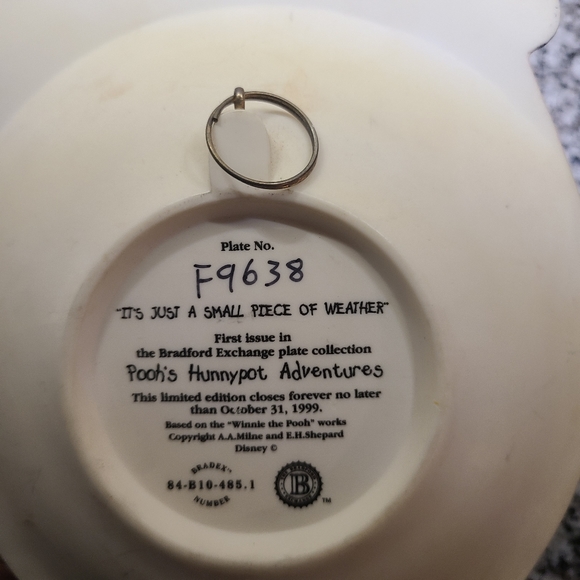 Plate No.
F9638
"IT'S JUST A SMALL PIECE OF WEATHER"
First issue in
the Bradford Exchange plate collection
Pooh's Hunnypot Adventures
This limited edition closes forever no later
than October 31, 1999.
Based on the "Winnie the Pooh" works
Copyright A.A.Milne and E.H.Shepard
Disney ©
BRADEX™
84-B10-485.1
NUMBER
B
™